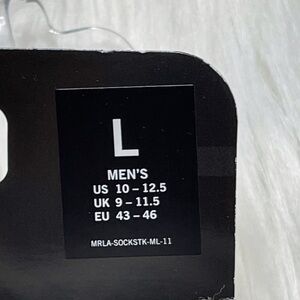 L
MEN'S
US 10 – 12.5
UK 9 – 11.5
EU 43 – 46
MRLA-SOCKSTK-ML-11